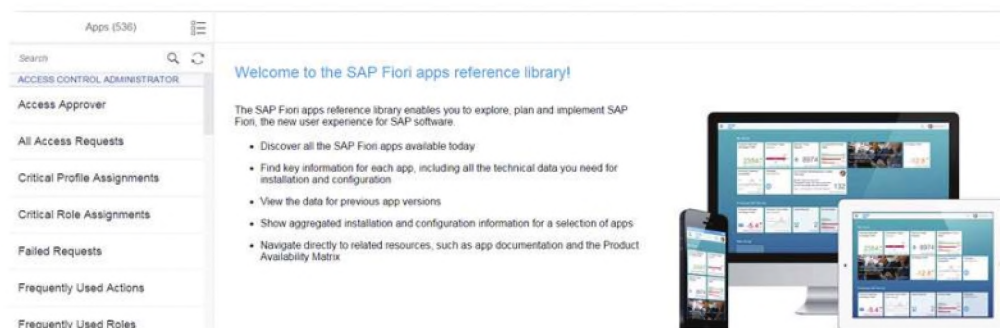 Apps (536)
Search
ACCESS CONTROL ADMINISTRATOR
Access Approver
All Access Requests
Critical Profile Assignments
Critical Role Assignments
Failed Requests
Frequently Used Actions
Frequently Used Roles
Welcome to the SAP Fiori apps reference library!
The SAP Fiori apps reference library enables you to explore, plan and implement SAP
Fiori, the new user experience for SAP software.
• Discover all the SAP Fiori apps available today
• Find key information for each app, including all the technical data you need for
installation and configuration
• View the data for previous app versions
• Show aggregated installation and configuration information for a selection of apps
• Navigate directly to related resources, such as app documentation and the Product
Availability Matrix
8974
132